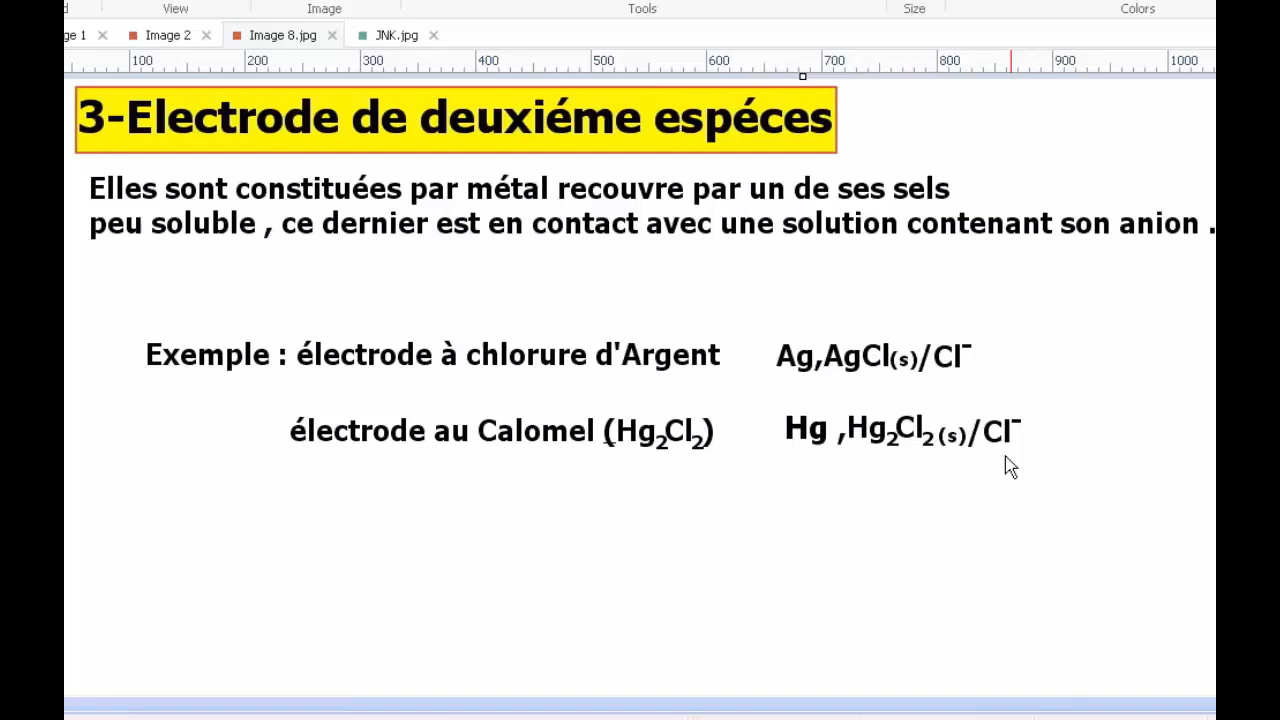 View Image Tools Size Colors
ge 1 Image 2 Image 8.jpg JNK.jpg
100 200 300 400 500 600 700 800 900 1000
3-Electrode de deuxiéme espéces
Elles sont constituées par métal recouvre par un de ses sels
peu soluble , ce dernier est en contact avec une solution contenant son anion .
Exemple : électrode à chlorure d'Argent Ag,AgCl(s)/Cl⁻
électrode au Calomel (Hg₂Cl₂) Hg ,Hg₂Cl₂ (s)/Cl⁻